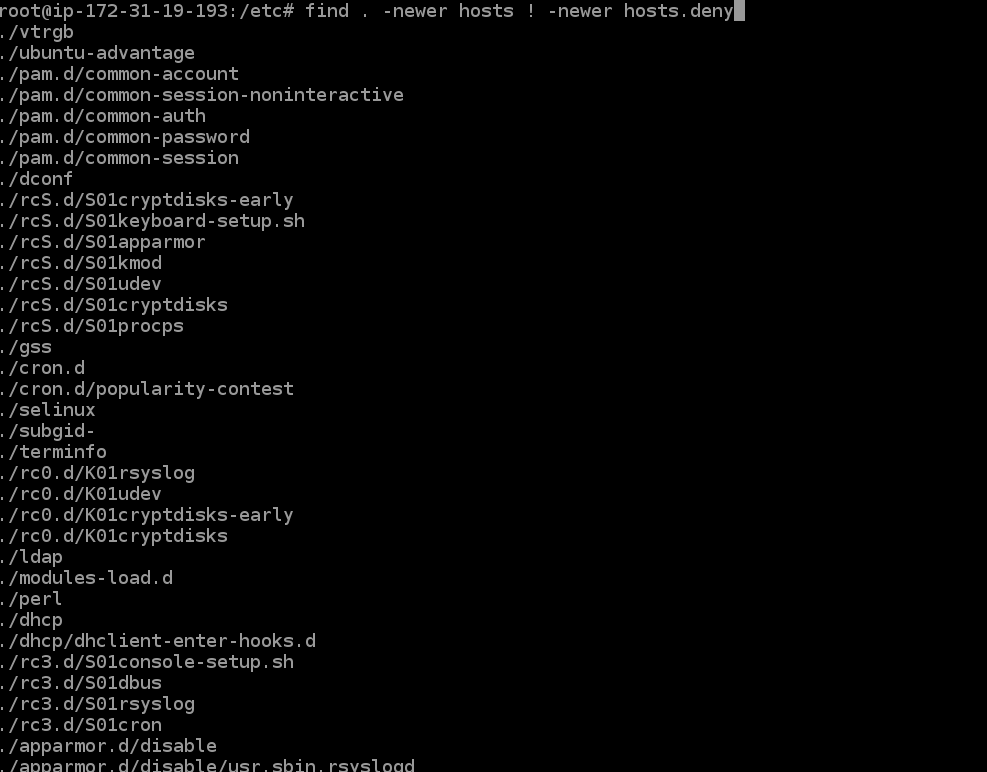 root@ip-172-31-19-193:/etc# find . -newer hosts ! -newer hosts.deny
./vtrgb
./ubuntu-advantage
./pam.d/common-account
./pam.d/common-session-noninteractive
./pam.d/common-auth
./pam.d/common-password
./pam.d/common-session
./dconf
./rcS.d/S01cryptdisks-early
./rcS.d/S01keyboard-setup.sh
./rcS.d/S01apparmor
./rcS.d/S01kmod
./rcS.d/S01udev
./rcS.d/S01cryptdisks
./rcS.d/S01procps
./gss
./cron.d
./cron.d/popularity-contest
./selinux
./subgid-
./terminfo
./rc0.d/K01rsyslog
./rc0.d/K01udev
./rc0.d/K01cryptdisks-early
./rc0.d/K01cryptdisks
./ldap
./modules-load.d
./perl
./dhcp
./dhcp/dhclient-enter-hooks.d
./rc3.d/S01console-setup.sh
./rc3.d/S01dbus
./rc3.d/S01rsyslog
./rc3.d/S01cron
./apparmor.d/disable
./apparmor.d/disable/usr.sbin.rsyslogd